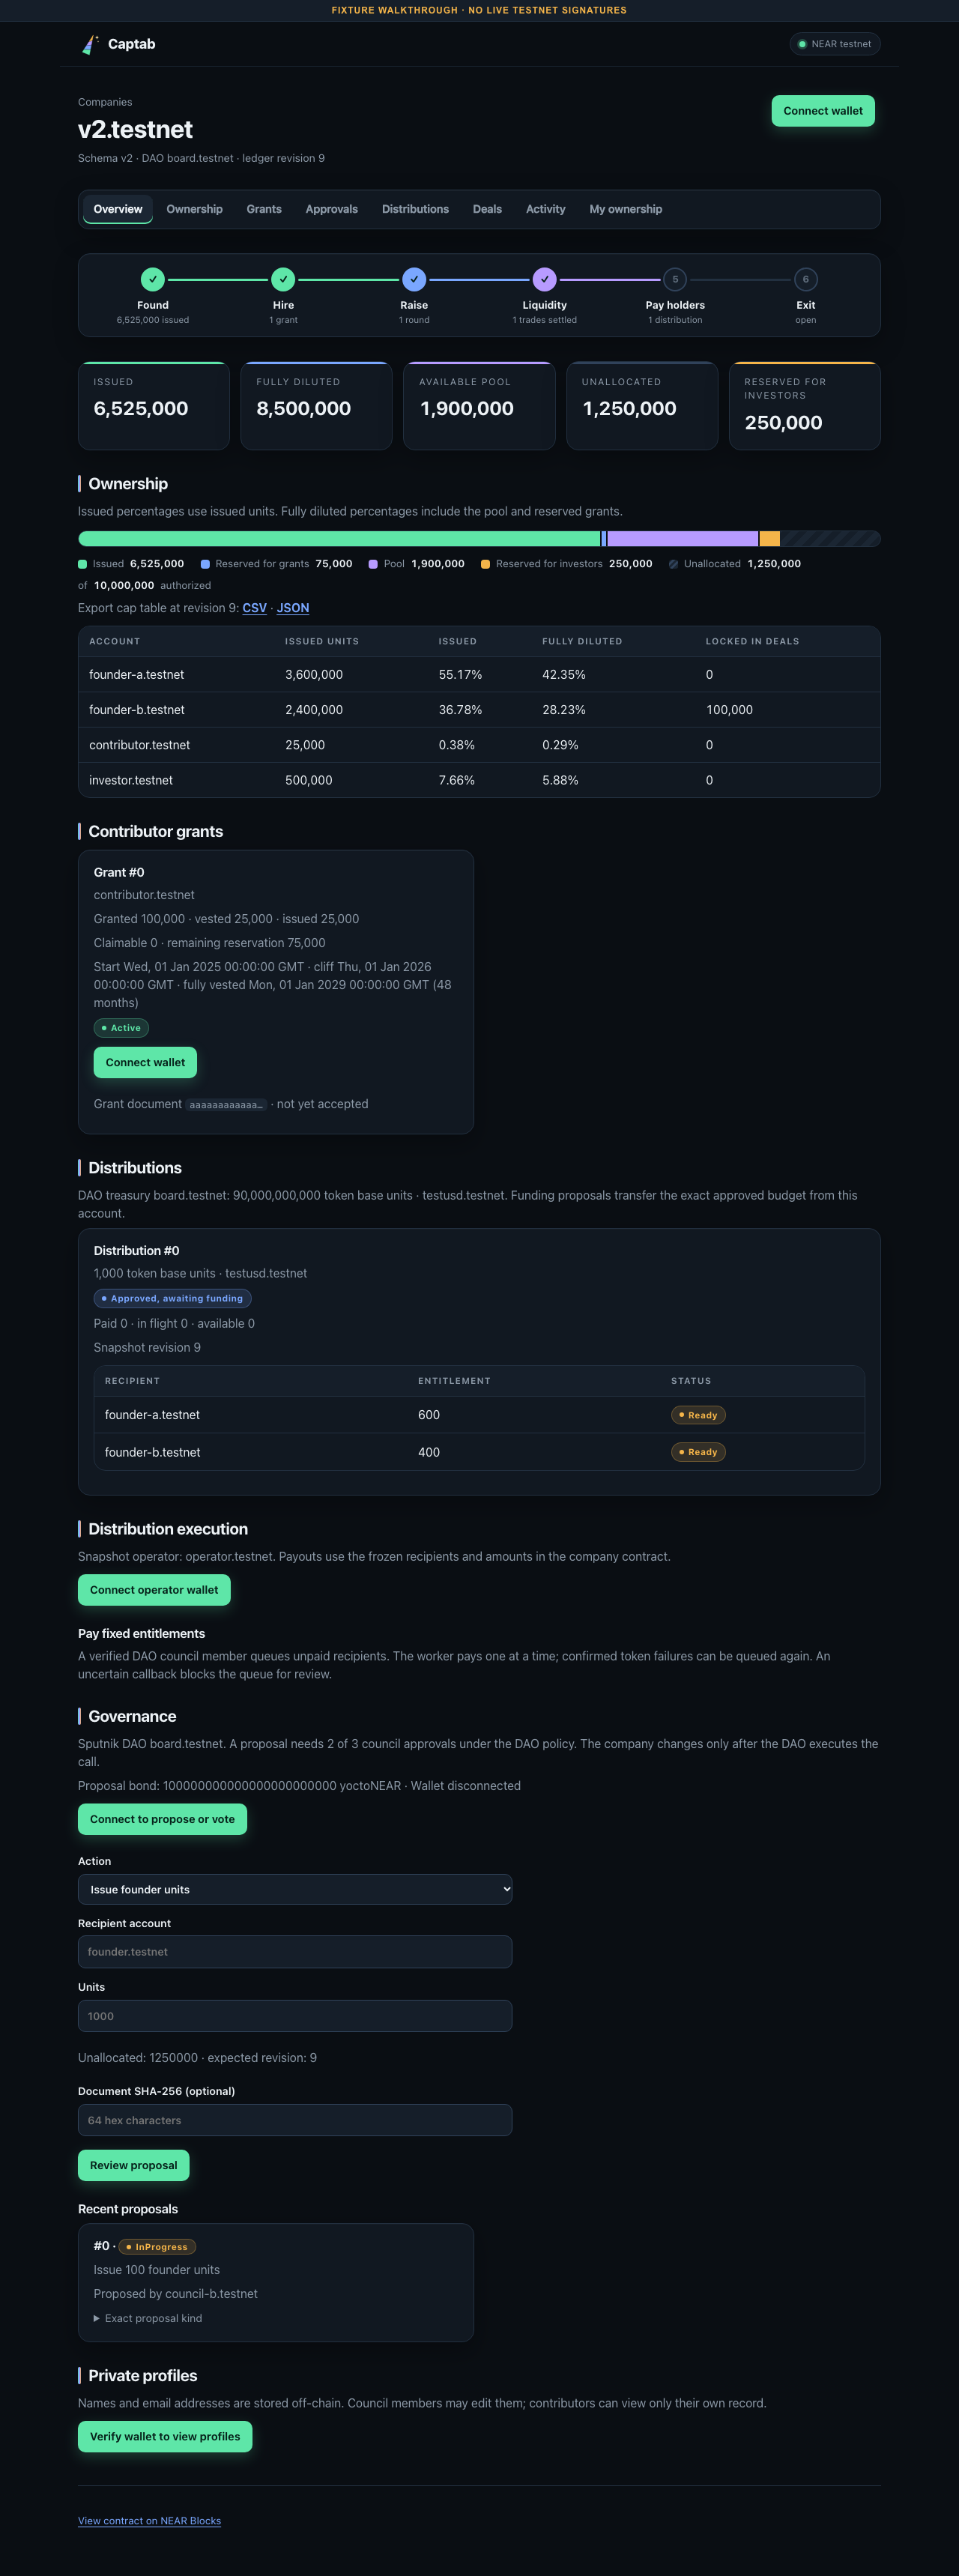 FIXTURE WALKTHROUGH · NO LIVE TESTNET SIGNATURES
Captab
NEAR testnet
Companies
v2.testnet
Connect wallet
Schema v2 · DAO board.testnet · ledger revision 9
Overview
Ownership
Grants
Approvals
Distributions
Deals
Activity
My ownership
Found
6,525,000 issued
Hire
1 grant
Raise
1 round
Liquidity
1 trades settled
5
Pay holders
1 distribution
6
Exit
open
ISSUED
6,525,000
FULLY DILUTED
8,500,000
AVAILABLE POOL
1,900,000
UNALLOCATED
1,250,000
RESERVED FOR
INVESTORS
250,000
Ownership
Issued percentages use issued units. Fully diluted percentages include the pool and reserved grants.
Issued 6,525,000 Reserved for grants 75,000 Pool 1,900,000 Reserved for investors 250,000 Unallocated 1,250,000
of 10,000,000 authorized
Export cap table at revision 9: CSV · JSON
ACCOUNT ISSUED UNITS ISSUED FULLY DILUTED LOCKED IN DEALS
founder-a.testnet 3,600,000 55.17% 42.35% 0
founder-b.testnet 2,400,000 36.78% 28.23% 100,000
contributor.testnet 25,000 0.38% 0.29% 0
investor.testnet 500,000 7.66% 5.88% 0
Contributor grants
Grant #0
contributor.testnet
Granted 100,000 · vested 25,000 · issued 25,000
Claimable 0 · remaining reservation 75,000
Start Wed, 01 Jan 2025 00:00:00 GMT · cliff Thu, 01 Jan 2026
00:00:00 GMT · fully vested Mon, 01 Jan 2029 00:00:00 GMT (48
months)
Active
Connect wallet
Grant document aaaaaaaaaaaa… · not yet accepted
Distributions
DAO treasury board.testnet: 90,000,000,000 token base units · testusd.testnet. Funding proposals transfer the exact approved budget from this
account.
Distribution #0
1,000 token base units · testusd.testnet
Approved, awaiting funding
Paid 0 · in flight 0 · available 0
Snapshot revision 9
RECIPIENT ENTITLEMENT STATUS
founder-a.testnet 600 Ready
founder-b.testnet 400 Ready
Distribution execution
Snapshot operator: operator.testnet. Payouts use the frozen recipients and amounts in the company contract.
Connect operator wallet
Pay fixed entitlements
A verified DAO council member queues unpaid recipients. The worker pays one at a time; confirmed token failures can be queued again. An
uncertain callback blocks the queue for review.
Governance
Sputnik DAO board.testnet. A proposal needs 2 of 3 council approvals under the DAO policy. The company changes only after the DAO executes the
call.
Proposal bond: 100000000000000000000000 yoctoNEAR · Wallet disconnected
Connect to propose or vote
Action
Issue founder units
Recipient account
founder.testnet
Units
1000
Unallocated: 1250000 · expected revision: 9
Document SHA-256 (optional)
64 hex characters
Review proposal
Recent proposals
#0 · InProgress
Issue 100 founder units
Proposed by council-b.testnet
Exact proposal kind
Private profiles
Names and email addresses are stored off-chain. Council members may edit them; contributors can view only their own record.
Verify wallet to view profiles
View contract on NEAR Blocks